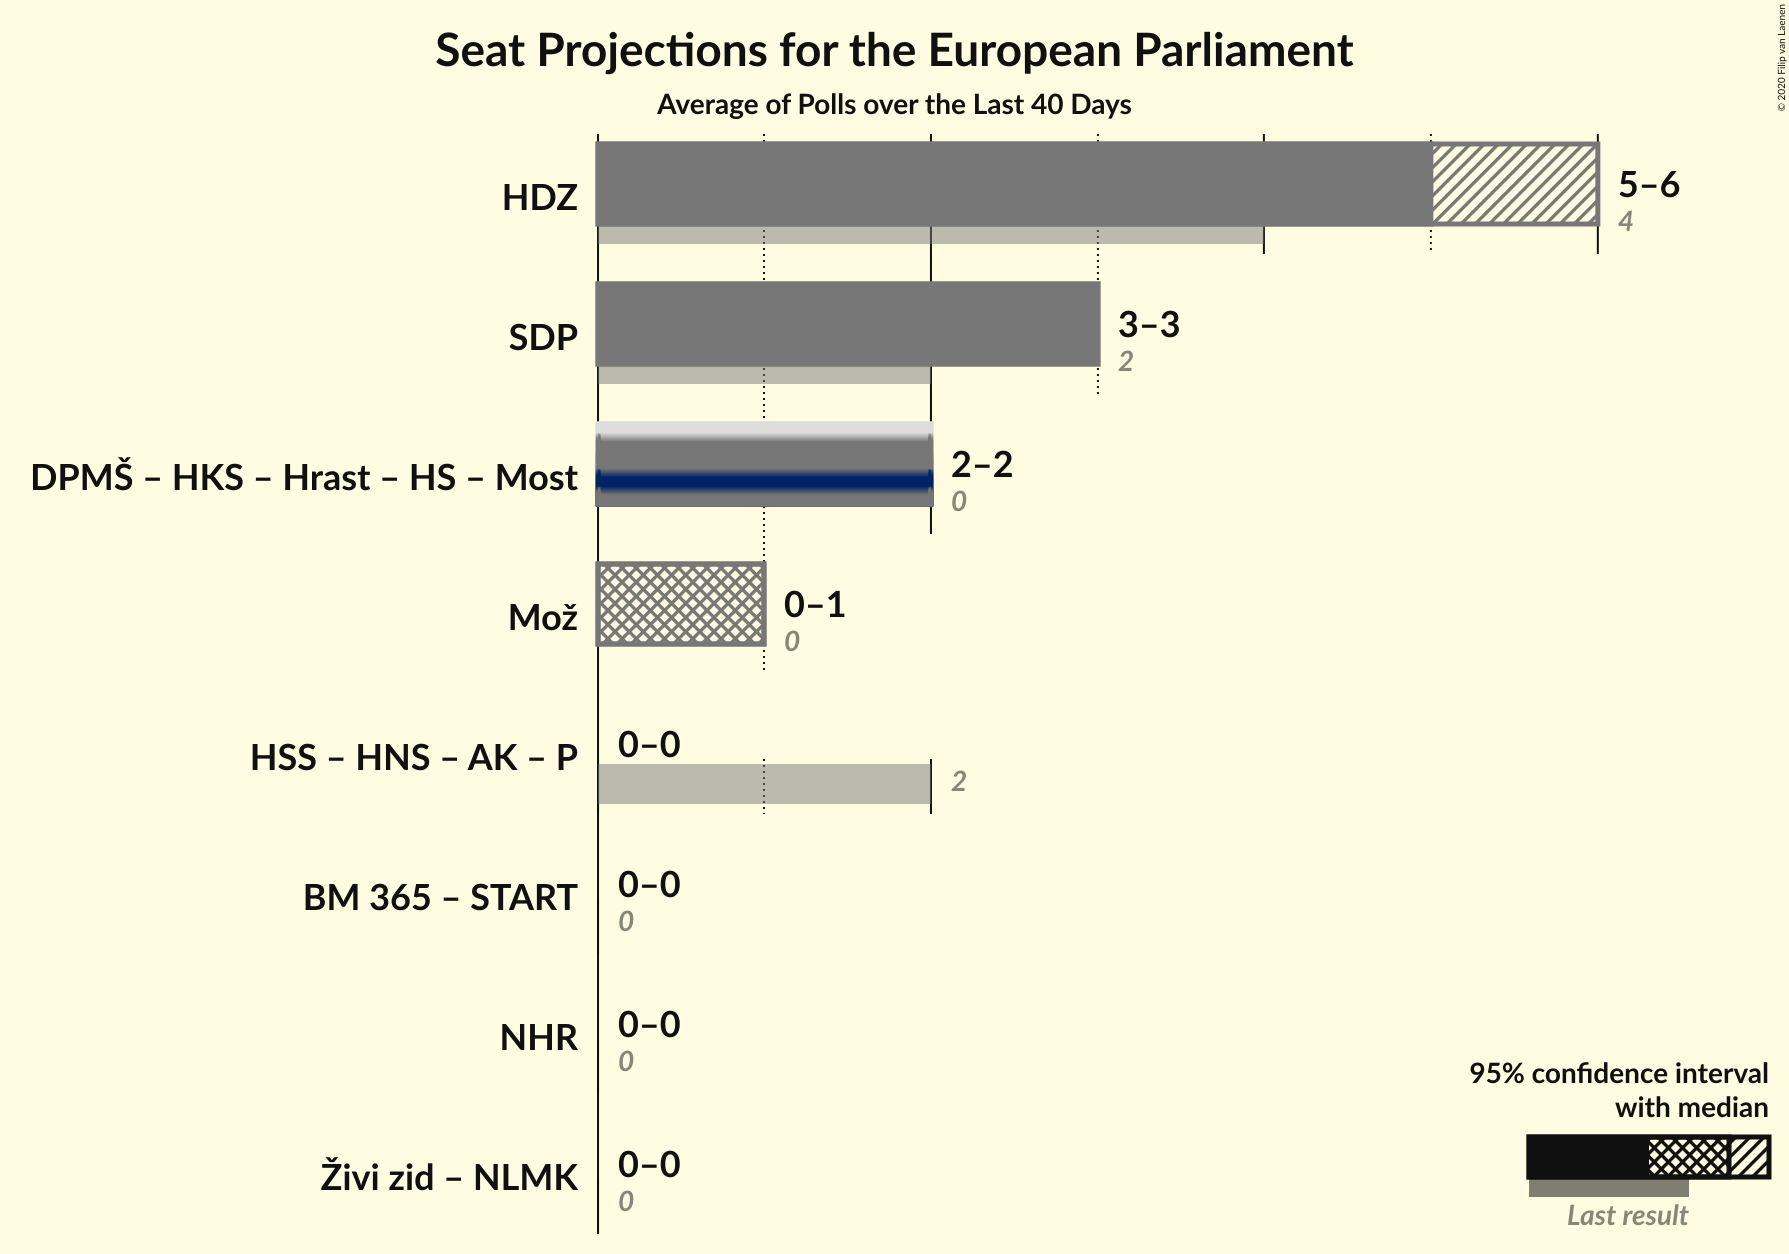 Seat Projections for the European Parliament
Average of Polls over the Last 40 Days
© 2020 Filip van Laenen
HDZ
5–6
4
SDP
3–3
2
DPMŠ – HKS – Hrast – HS – Most
2–2
0
Mož
0–1
0
HSS – HNS – AK – P
0–0
2
BM 365 – START
0–0
0
NHR
0–0
0
Živi zid – NLMK
0–0
0
95% confidence interval
with median
Last result